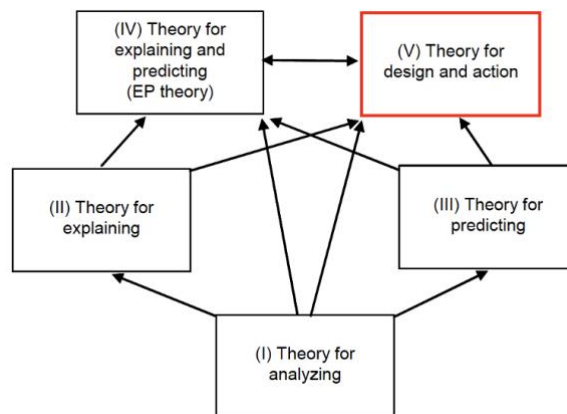 (IV) Theory for
explaining and
predicting
(EP theory)
(V) Theory for
design and action
(II) Theory for
explaining
(III) Theory for
predicting
(I) Theory for
analyzing